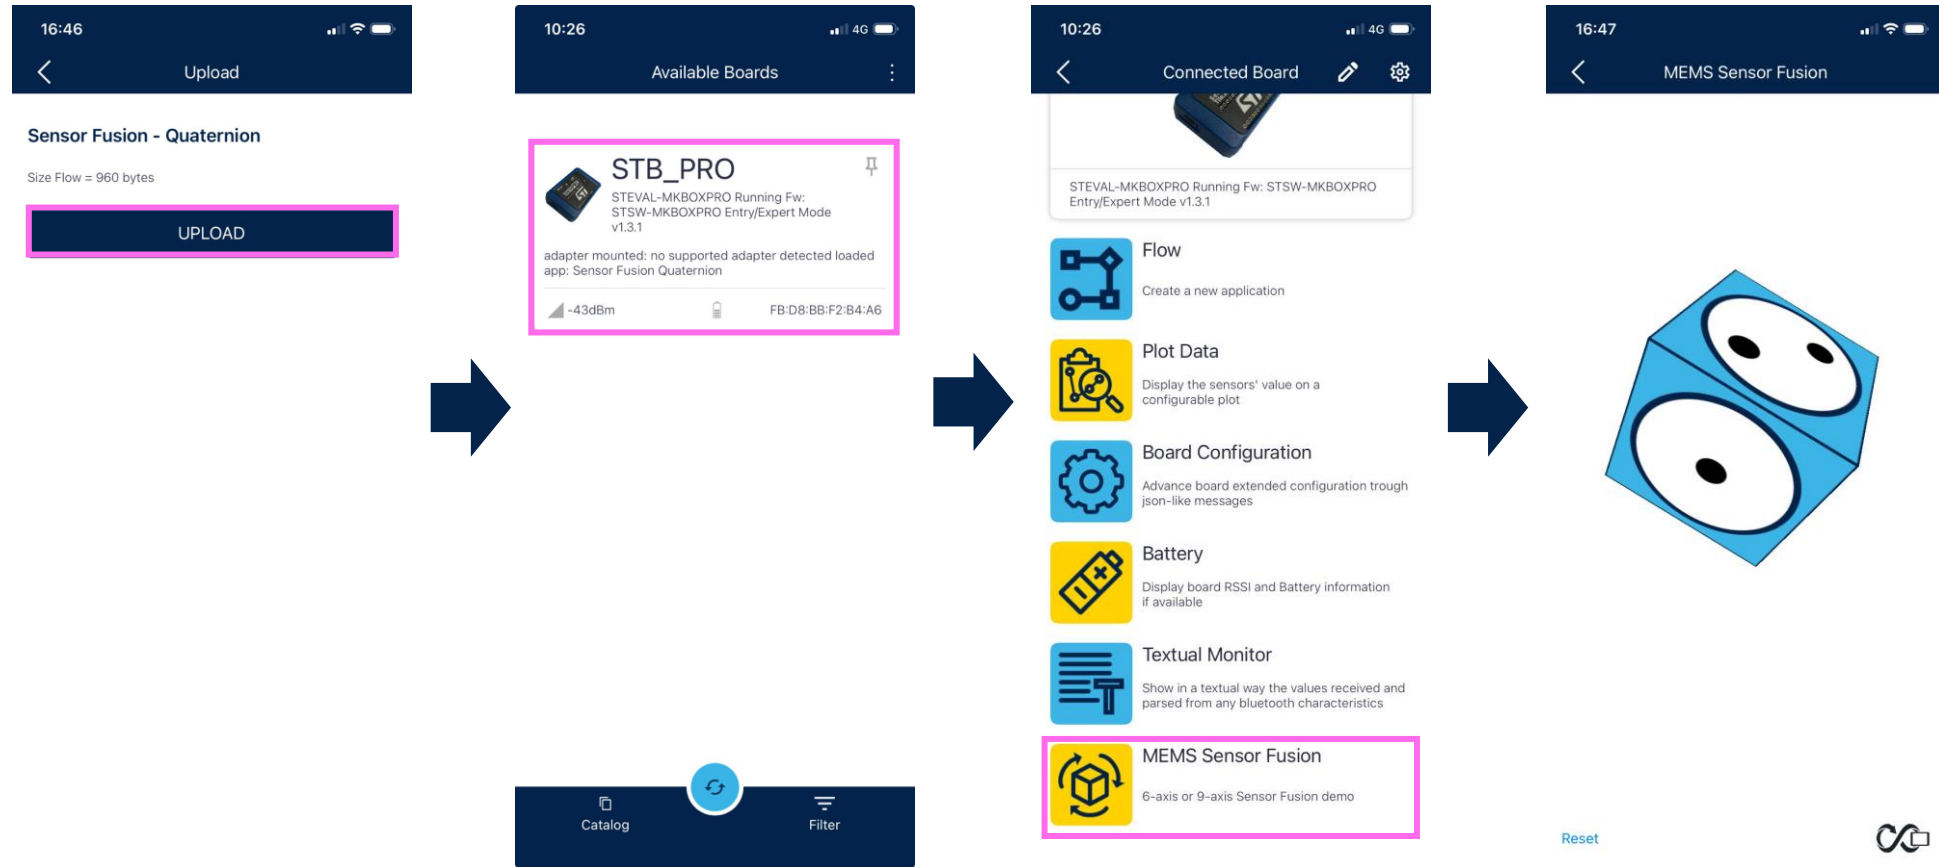 16:46
Upload
Sensor Fusion - Quaternion
Size Flow = 960 bytes
UPLOAD
10:26
4G
Available Boards
STB_PRO
STEVAL-MKBOXPRO Running Fw:
STSW-MKBOXPRO Entry/Expert Mode
v1.3.1
adapter mounted: no supported adapter detected loaded
app: Sensor Fusion Quaternion
-43dBm
FB:D8:BB:F2:B4:A6
Catalog
Filter
10:26
4G
Connected Board
STEVAL-MKBOXPRO Running Fw: STSW-MKBOXPRO
Entry/Expert Mode v1.3.1
Flow
Create a new application
Plot Data
Display the sensors' value on a
configurable plot
Board Configuration
Advance board extended configuration trough
json-like messages
Battery
Display board RSSI and Battery information
if available
Textual Monitor
Show in a textual way the values received and
parsed from any bluetooth characteristics
MEMS Sensor Fusion
6-axis or 9-axis Sensor Fusion demo
16:47
MEMS Sensor Fusion
Reset